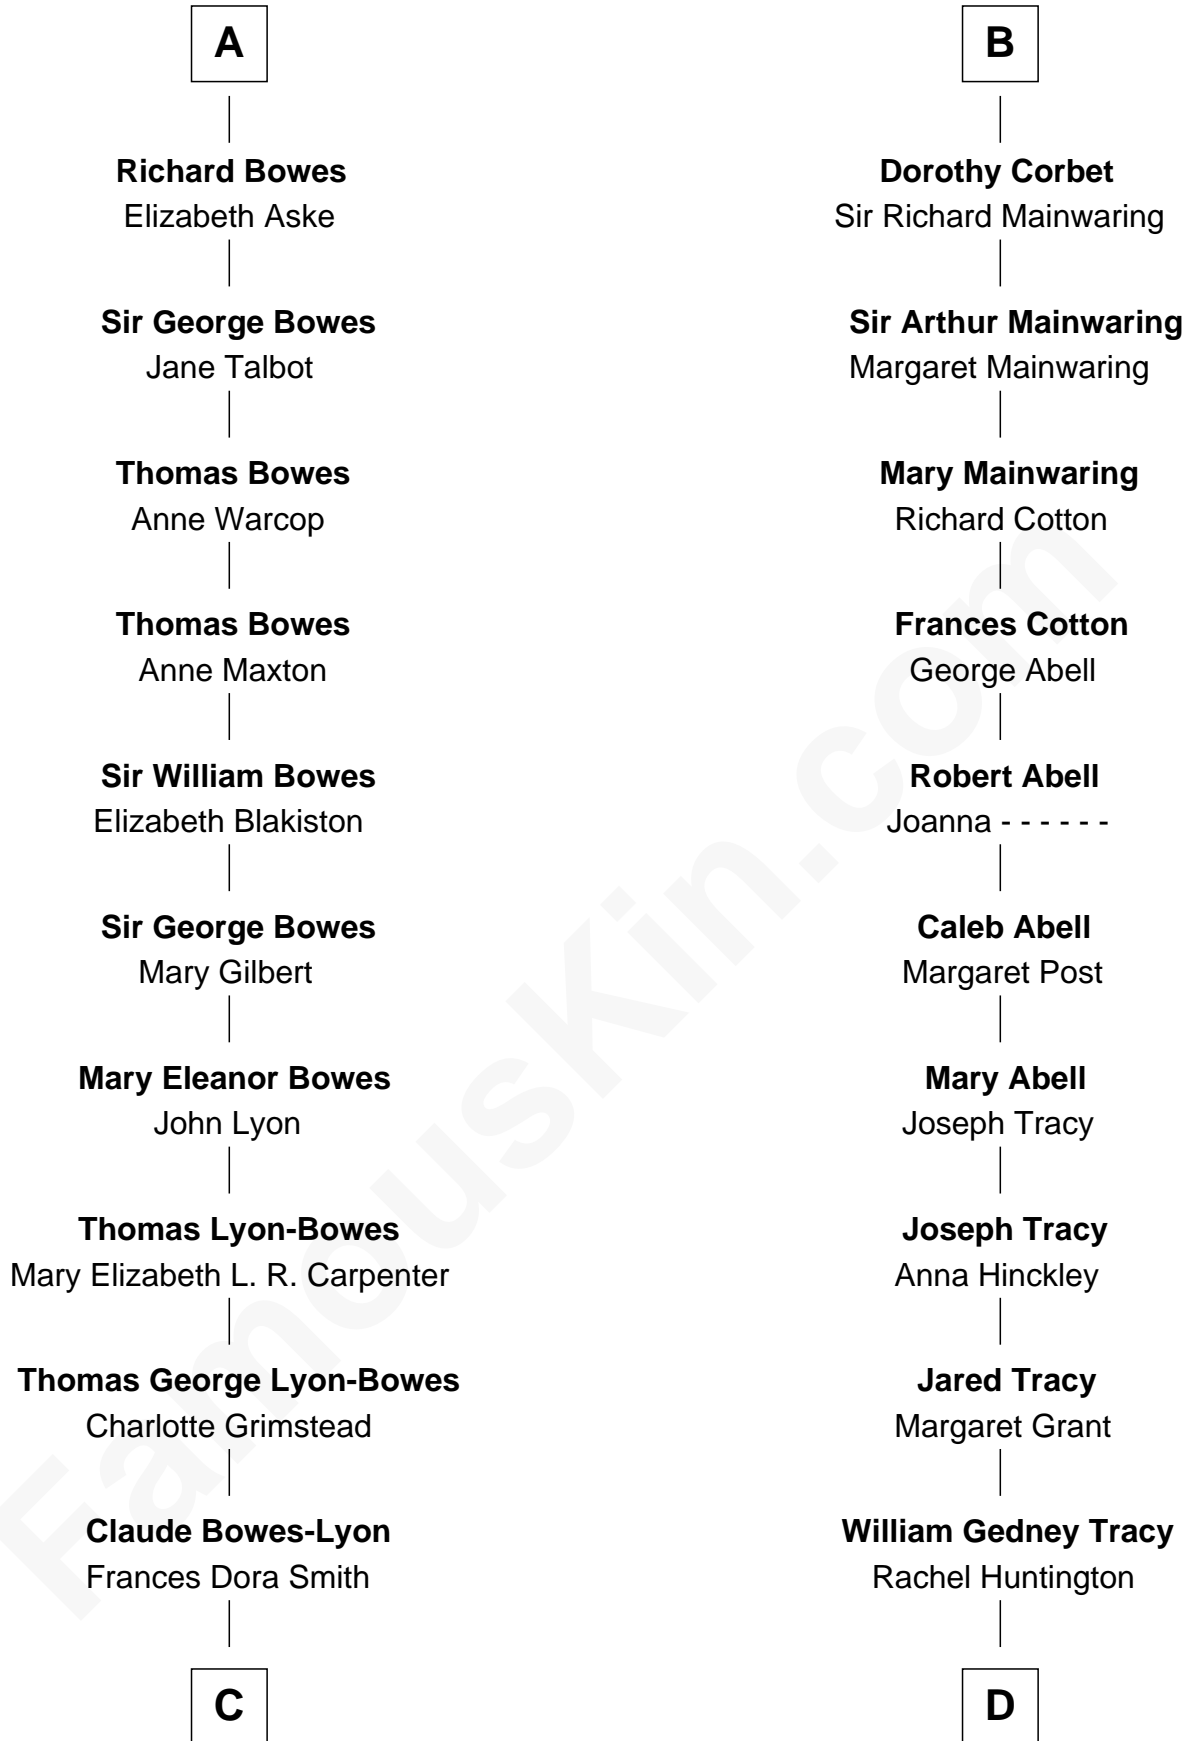 A
Richard Bowes
Elizabeth Aske
Sir George Bowes
Jane Talbot
Thomas Bowes
Anne Warcop
Thomas Bowes
Anne Maxton
Sir William Bowes
Elizabeth Blakiston
Sir George Bowes
Mary Gilbert
Mary Eleanor Bowes
John Lyon
Thomas Lyon-Bowes
Mary Elizabeth L. R. Carpenter
Thomas George Lyon-Bowes
Charlotte Grimstead
Claude Bowes-Lyon
Frances Dora Smith
C
B
Dorothy Corbet
Sir Richard Mainwaring
Sir Arthur Mainwaring
Margaret Mainwaring
Mary Mainwaring
Richard Cotton
Frances Cotton
George Abell
Robert Abell
Joanna - - - - - -
Caleb Abell
Margaret Post
Mary Abell
Joseph Tracy
Joseph Tracy
Anna Hinckley
Jared Tracy
Margaret Grant
William Gedney Tracy
Rachel Huntington
D
FamousKin.com